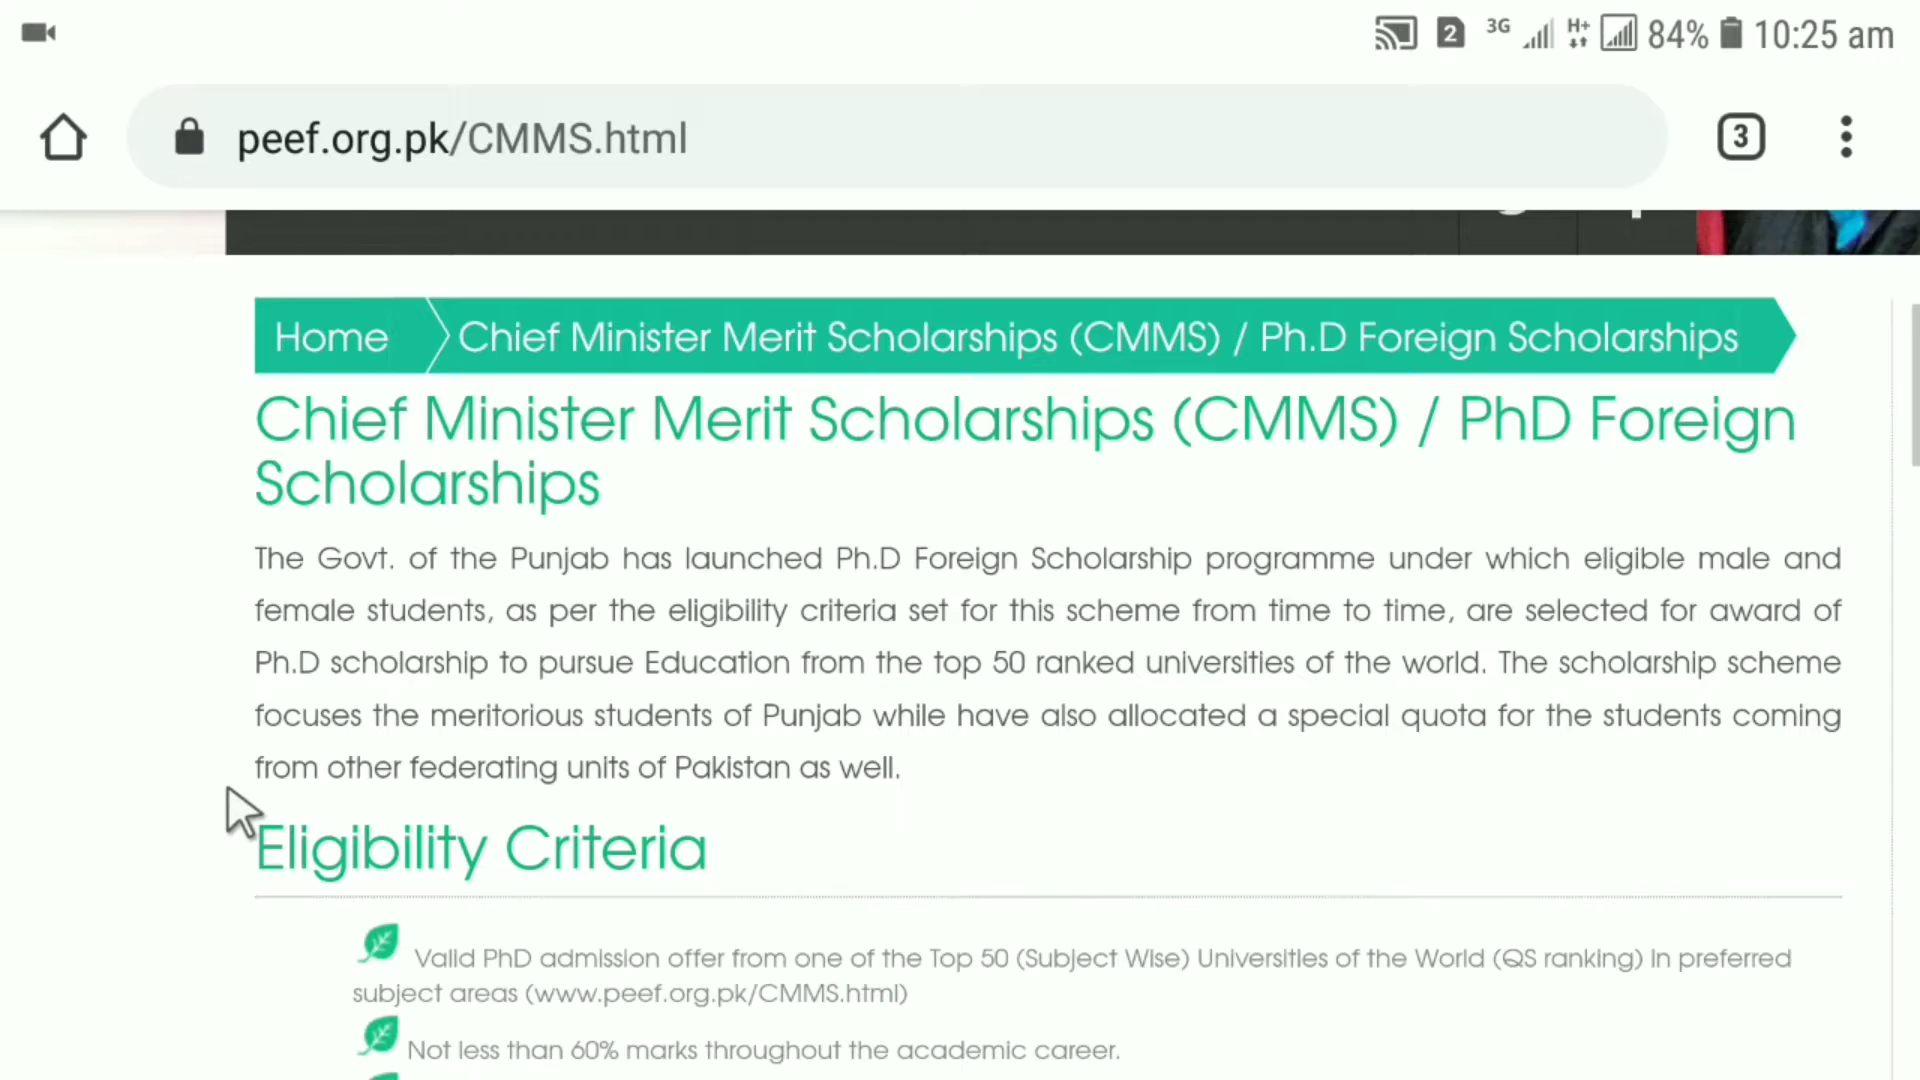 2 3G H+ 84% 10:25 am
peef.org.pk/CMMS.html
3
Home Chief Minister Merit Scholarships (CMMS) / Ph.D Foreign Scholarships
Chief Minister Merit Scholarships (CMMS) / PhD Foreign
Scholarships
The Govt. of the Punjab has launched Ph.D Foreign Scholarship programme under which eligible male and
female students, as per the eligibility criteria set for this scheme from time to time, are selected for award of
Ph.D scholarship to pursue Education from the top 50 ranked universities of the world. The scholarship scheme
focuses the meritorious students of Punjab while have also allocated a special quota for the students coming
from other federating units of Pakistan as well.
Eligibility Criteria
Valid PhD admission offer from one of the Top 50 (Subject Wise) Universities of the World (QS ranking) in preferred
subject areas (www.peef.org.pk/CMMS.html)
Not less than 60% marks throughout the academic career.